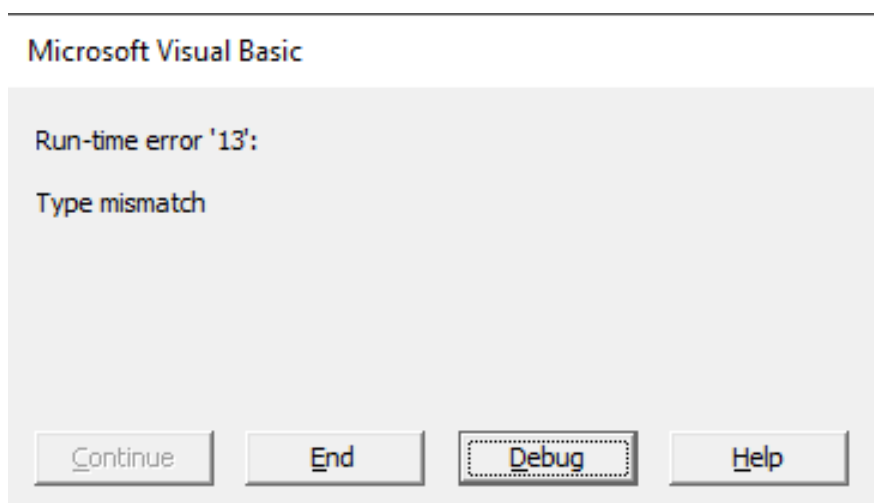 Microsoft Visual Basic
Run-time error '13':
Type mismatch
Continue End Debug Help